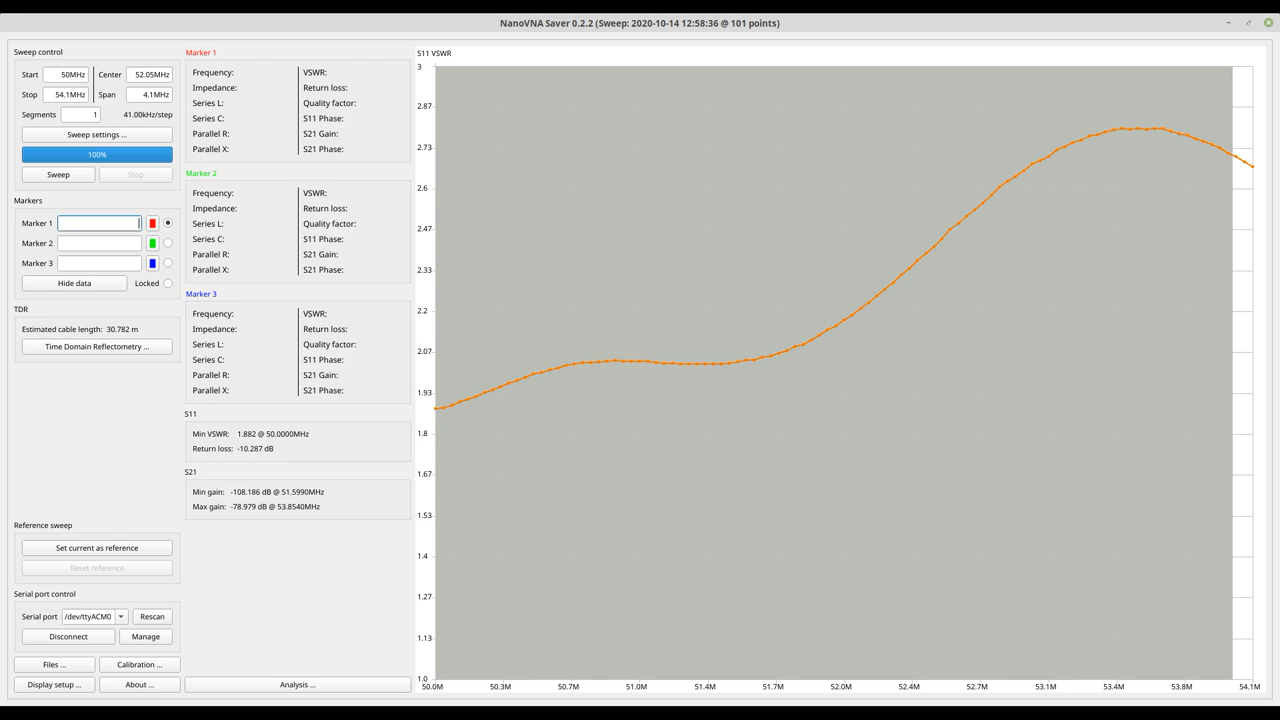 NanoVNA Saver 0.2.2 (Sweep: 2020-10-14 12:58:36 @ 101 points)
Sweep control
Start 50MHz Center 52.05MHz
Stop 54.1MHz Span 4.1MHz
Segments 1 41.00kHz/step
Sweep settings ...
100%
Sweep Stop
Markers
Marker 1
Marker 2
Marker 3
Hide data Locked
TDR
Estimated cable length: 30.782 m
Time Domain Reflectometry ...
Reference sweep
Set current as reference
Reset reference
Serial port control
Serial port /dev/ttyACM0 Rescan
Disconnect Manage
Files ... Calibration ...
Display setup ... About ...
Marker 1
Frequency: VSWR:
Impedance: Return loss:
Series L: Quality factor:
Series C: S11 Phase:
Parallel R: S21 Gain:
Parallel X: S21 Phase:
Marker 2
Frequency: VSWR:
Impedance: Return loss:
Series L: Quality factor:
Series C: S11 Phase:
Parallel R: S21 Gain:
Parallel X: S21 Phase:
Marker 3
Frequency: VSWR:
Impedance: Return loss:
Series L: Quality factor:
Series C: S11 Phase:
Parallel R: S21 Gain:
Parallel X: S21 Phase:
S11
Min VSWR: 1.882 @ 50.0000MHz
Return loss: -10.287 dB
S21
Min gain: -108.186 dB @ 51.5990MHz
Max gain: -78.979 dB @ 53.8540MHz
Analysis ...
S11 VSWR
3
2.87
2.73
2.6
2.47
2.33
2.2
2.07
1.93
1.8
1.67
1.53
1.4
1.27
1.13
1.0
50.0M 50.3M 50.7M 51.0M 51.4M 51.7M 52.0M 52.4M 52.7M 53.1M 53.4M 53.8M 54.1M